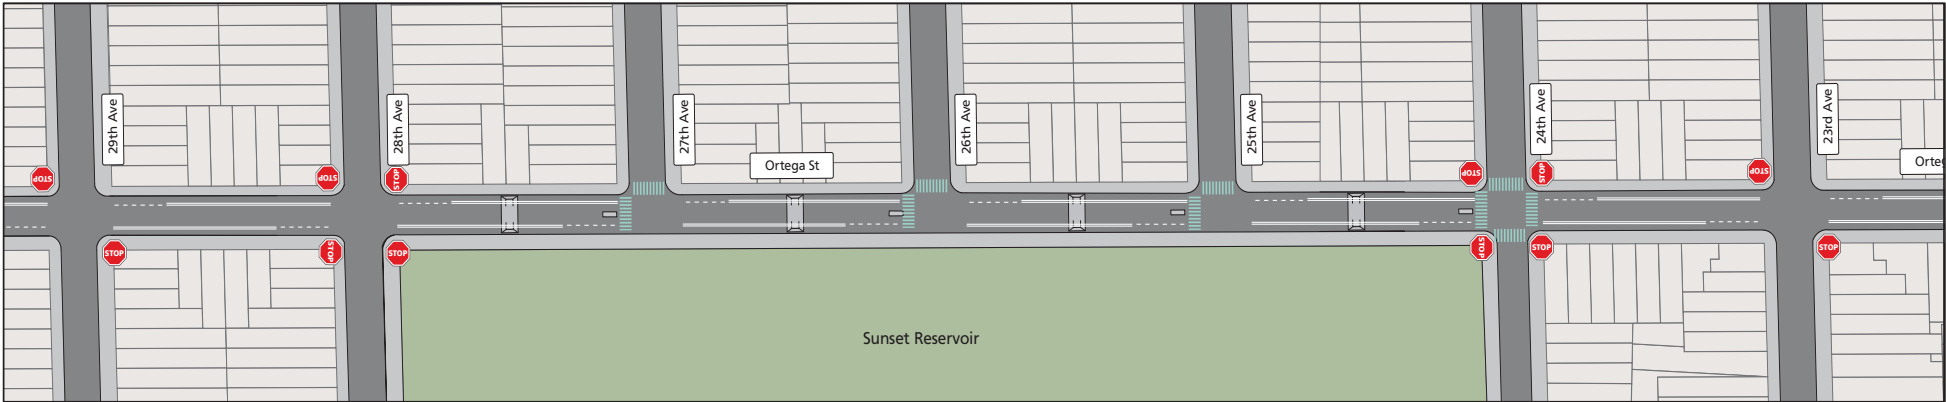 29th Ave
28th Ave
27th Ave
26th Ave
25th Ave
24th Ave
23rd Ave
Ortega St
Orte
STOP
STOP
STOP
STOP
STOP
STOP
STOP
STOP
STOP
STOP
STOP
STOP
Sunset Reservoir